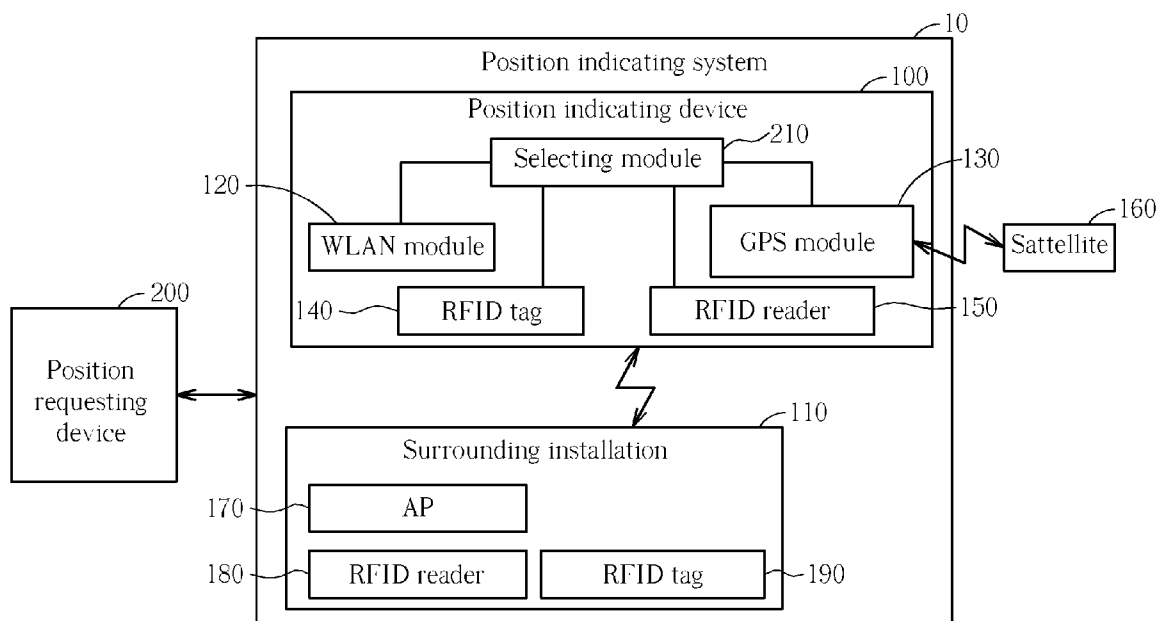 10
Position indicating system
100
Position indicating device
210
Selecting module
130
120
160
WLAN module
GPS module
Sattellite
200
140
RFID tag
RFID reader
150
Position
requesting
device
110
Surrounding installation
170
AP
180
RFID reader
RFID tag
190